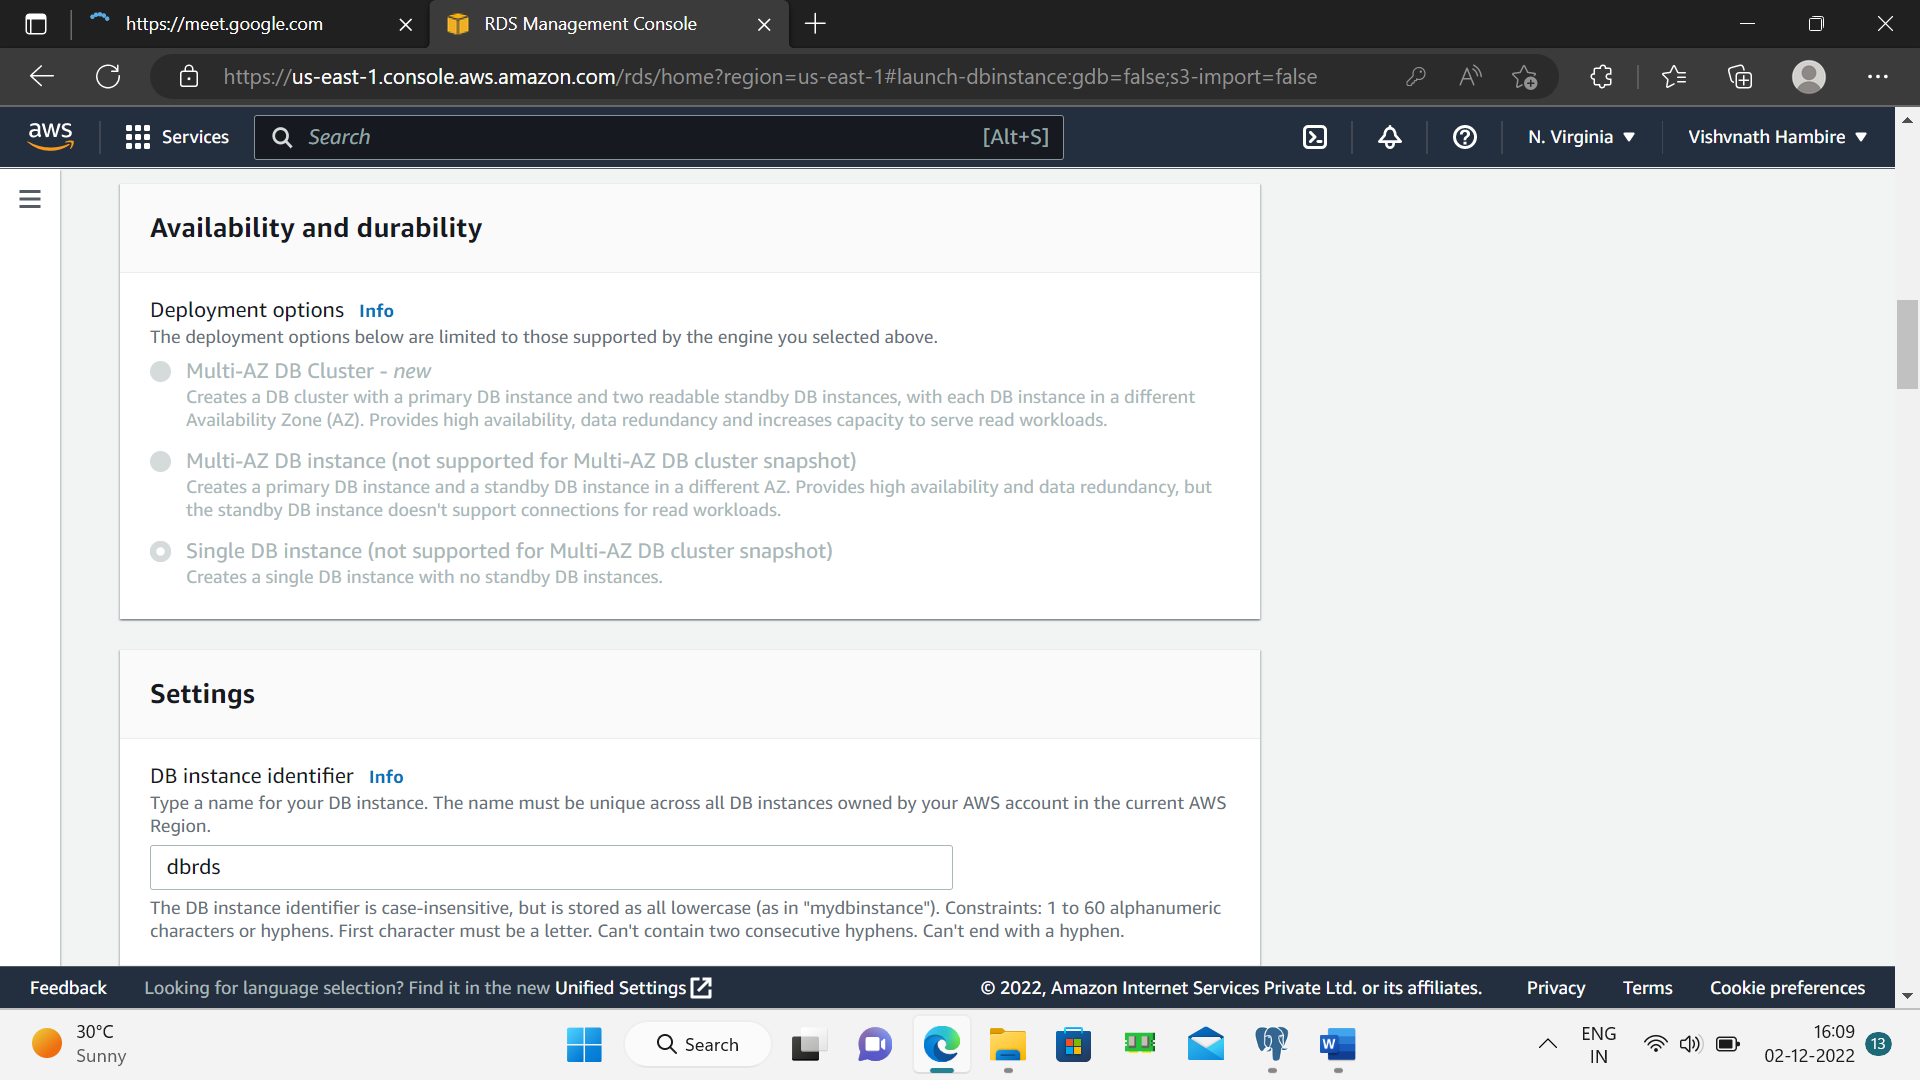 https://meet.google.com
RDS Management Console
https://us-east-1.console.aws.amazon.com/rds/home?region=us-east-1#launch-dbinstance:gdb=false;s3-import=false
aws
Services
Search
[Alt+S]
N. Virginia
Vishvnath Hambire
Availability and durability
Deployment options Info
The deployment options below are limited to those supported by the engine you selected above.
Multi-AZ DB Cluster - new
Creates a DB cluster with a primary DB instance and two readable standby DB instances, with each DB instance in a different
Availability Zone (AZ). Provides high availability, data redundancy and increases capacity to serve read workloads.
Multi-AZ DB instance (not supported for Multi-AZ DB cluster snapshot)
Creates a primary DB instance and a standby DB instance in a different AZ. Provides high availability and data redundancy, but
the standby DB instance doesn't support connections for read workloads.
Single DB instance (not supported for Multi-AZ DB cluster snapshot)
Creates a single DB instance with no standby DB instances.
Settings
DB instance identifier Info
Type a name for your DB instance. The name must be unique across all DB instances owned by your AWS account in the current AWS
Region.
dbrds
The DB instance identifier is case-insensitive, but is stored as all lowercase (as in "mydbinstance"). Constraints: 1 to 60 alphanumeric
characters or hyphens. First character must be a letter. Can't contain two consecutive hyphens. Can't end with a hyphen.
Feedback
Looking for language selection? Find it in the new Unified Settings
© 2022, Amazon Internet Services Private Ltd. or its affiliates.
Privacy
Terms
Cookie preferences
30°C
Sunny
Search
W
ENG
IN
16:09
02-12-2022
13